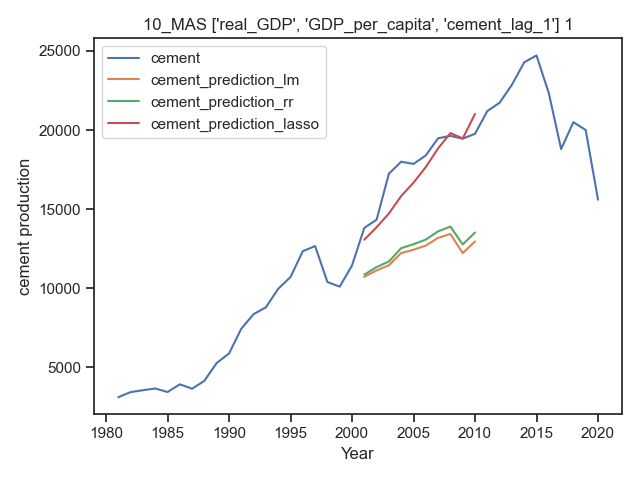 10_MAS ['real_GDP', 'GDP_per_capita', 'cement_lag_1'] 1
cement
cement_prediction_lm
cement_prediction_rr
cement_prediction_lasso
cement production
25000
20000
15000
10000
5000
1980 1985 1990 1995 2000 2005 2010 2015 2020
Year